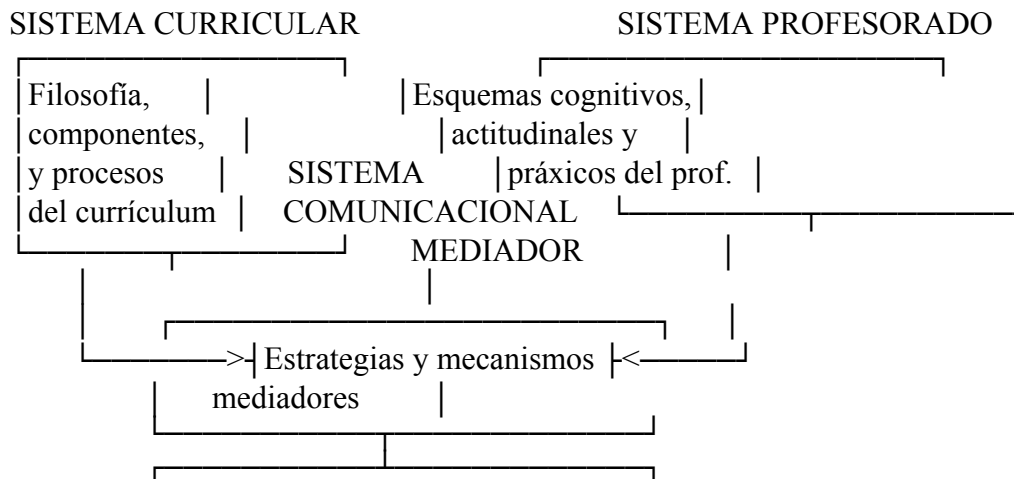 SISTEMA CURRICULAR SISTEMA PROFESORADO
Filosofía, Esquemas cognitivos,
componentes, actitudinales y
y procesos SISTEMA práxicos del prof.
del currículum COMUNICACIONAL
MEDIADOR
Estrategias y mecanismos
mediadores